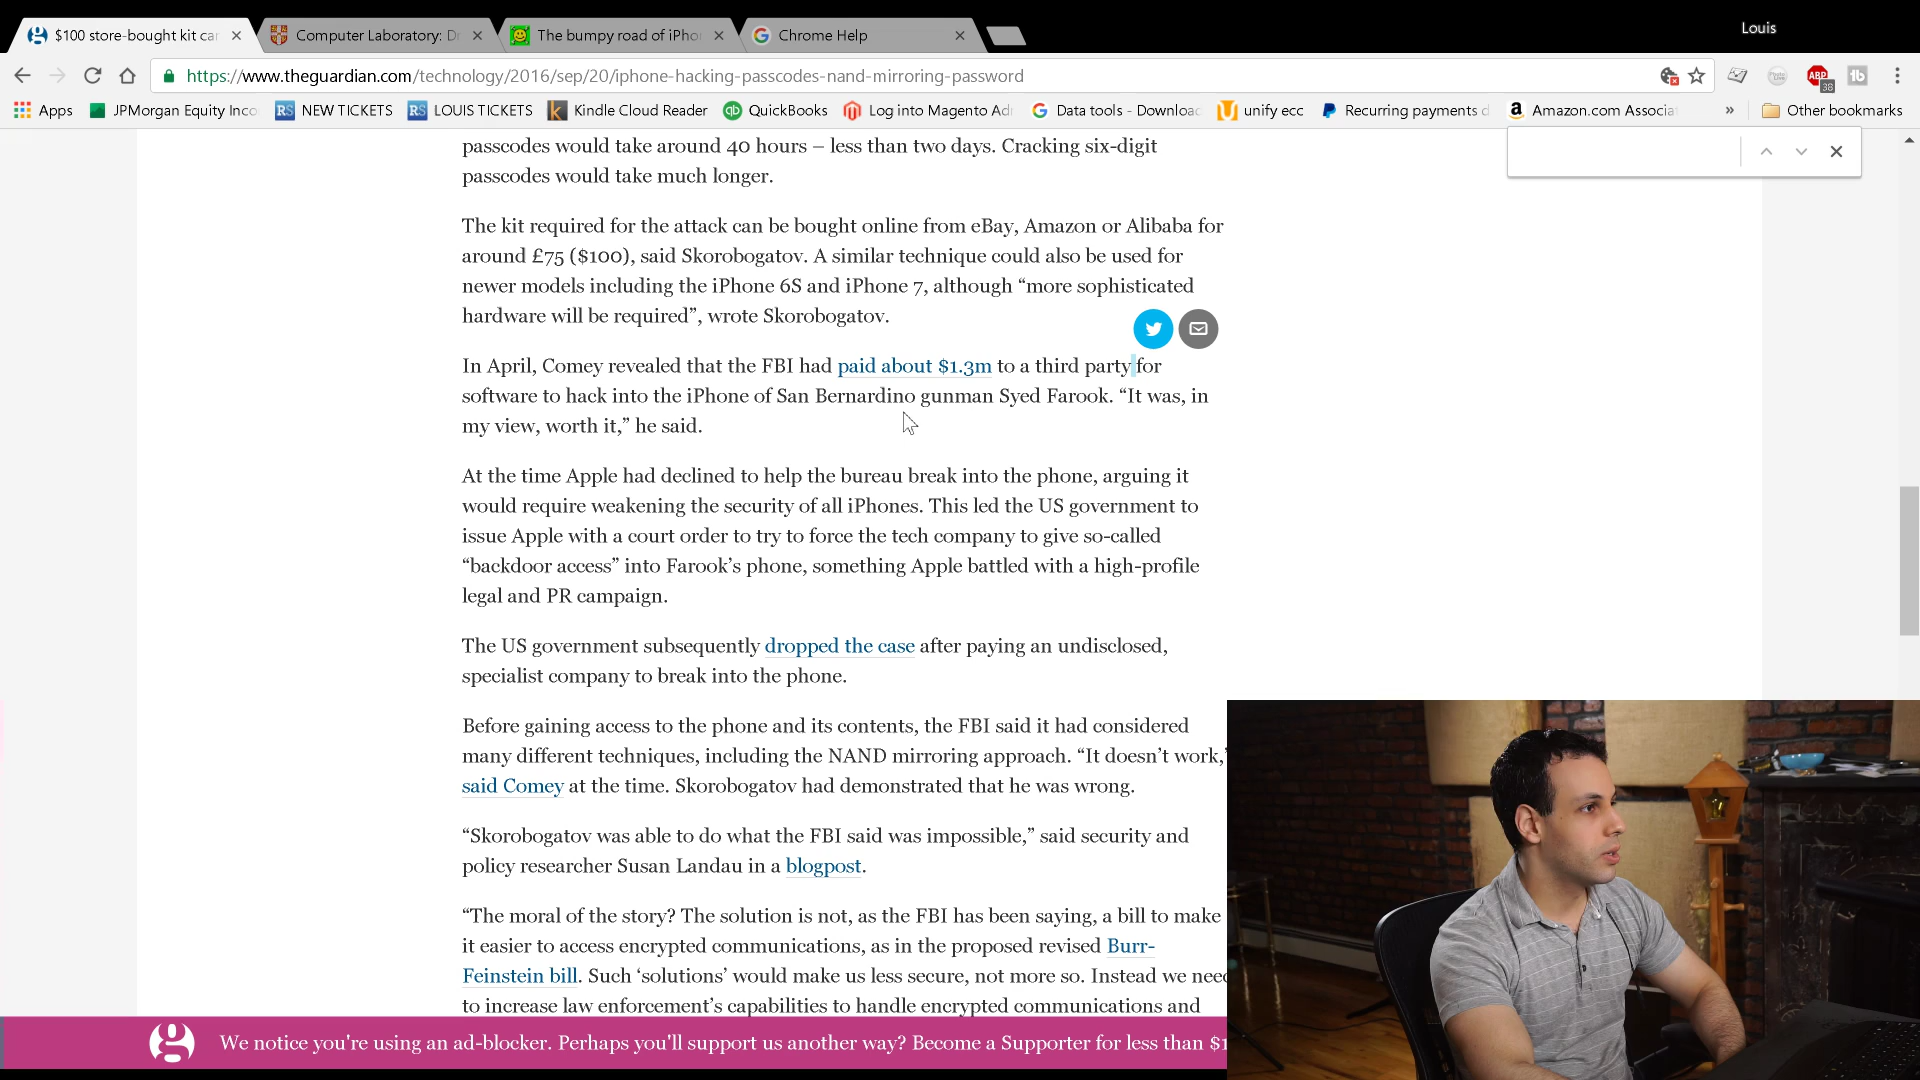 Louis
$100 store-bought kit car
Computer Laboratory: D
The bumpy road of iPho
Chrome Help
https://www.theguardian.com/technology/2016/sep/20/iphone-hacking-passcodes-nand-mirroring-password
ABP
38
Apps
JPMorgan Equity Inco
RS NEW TICKETS
RS LOUIS TICKETS
Kindle Cloud Reader
QuickBooks
Log into Magento Ad
Data tools - Downloa
unify ecc
Recurring payments d
Amazon.com Associa
»
Other bookmarks
passcodes would take around 40 hours – less than two days. Cracking six-digit
passcodes would take much longer.
The kit required for the attack can be bought online from eBay, Amazon or Alibaba for
around £75 ($100), said Skorobogatov. A similar technique could also be used for
newer models including the iPhone 6S and iPhone 7, although “more sophisticated
hardware will be required”, wrote Skorobogatov.
In April, Comey revealed that the FBI had paid about $1.3m to a third party for
software to hack into the iPhone of San Bernardino gunman Syed Farook. “It was, in
my view, worth it,” he said.
At the time Apple had declined to help the bureau break into the phone, arguing it
would require weakening the security of all iPhones. This led the US government to
issue Apple with a court order to try to force the tech company to give so-called
“backdoor access” into Farook’s phone, something Apple battled with a high-profile
legal and PR campaign.
The US government subsequently dropped the case after paying an undisclosed,
specialist company to break into the phone.
Before gaining access to the phone and its contents, the FBI said it had considered
many different techniques, including the NAND mirroring approach. “It doesn’t work,”
said Comey at the time. Skorobogatov had demonstrated that he was wrong.
“Skorobogatov was able to do what the FBI said was impossible,” said security and
policy researcher Susan Landau in a blogpost.
“The moral of the story? The solution is not, as the FBI has been saying, a bill to make
it easier to access encrypted communications, as in the proposed revised Burr-
Feinstein bill. Such ‘solutions’ would make us less secure, not more so. Instead we need
to increase law enforcement’s capabilities to handle encrypted communications and
We notice you're using an ad-blocker. Perhaps you'll support us another way? Become a Supporter for less than $1